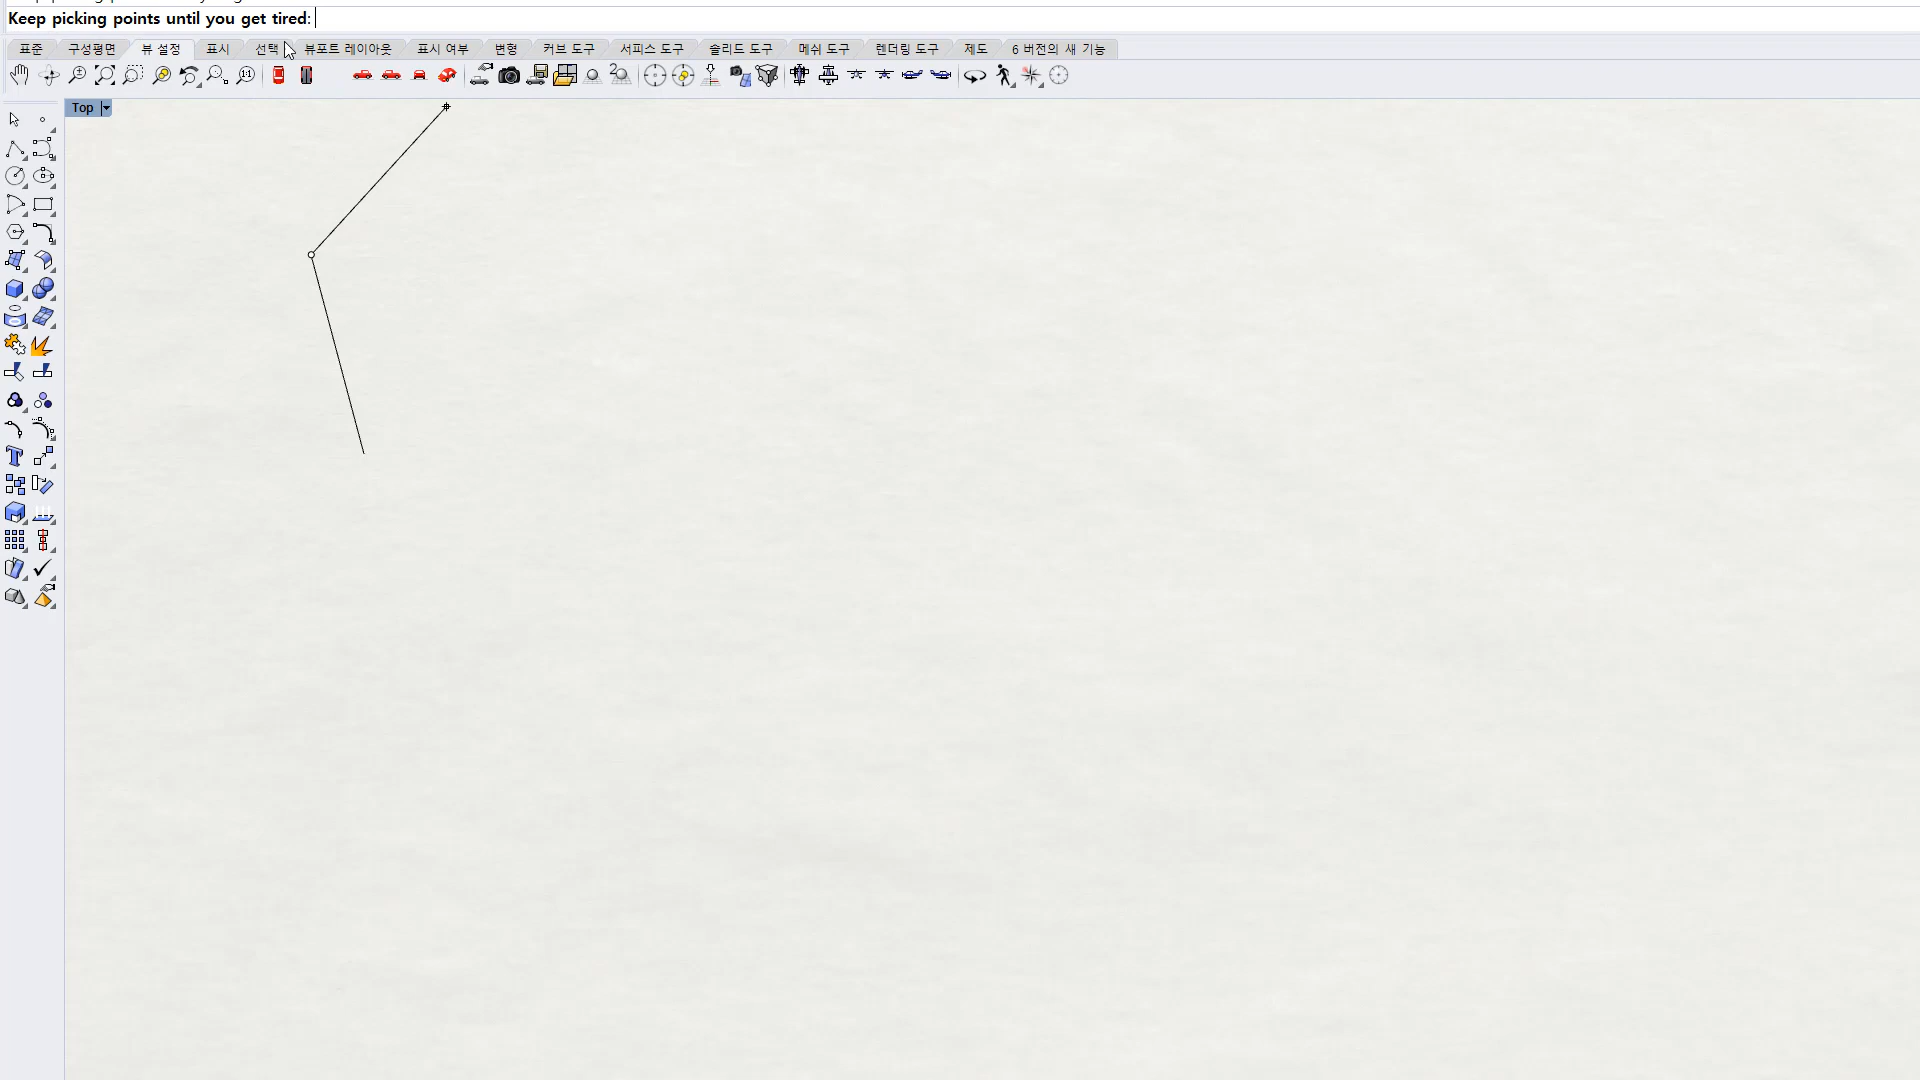 Keep picking points until you get tired:
표준 구성평면 뷰 설정 표시 선택 뷰포트 레이아웃 표시 여부 변형 커브 도구 서피스 도구 솔리드 도구 메쉬 도구 렌더링 도구 제도 6 버전의 새 기능
Top